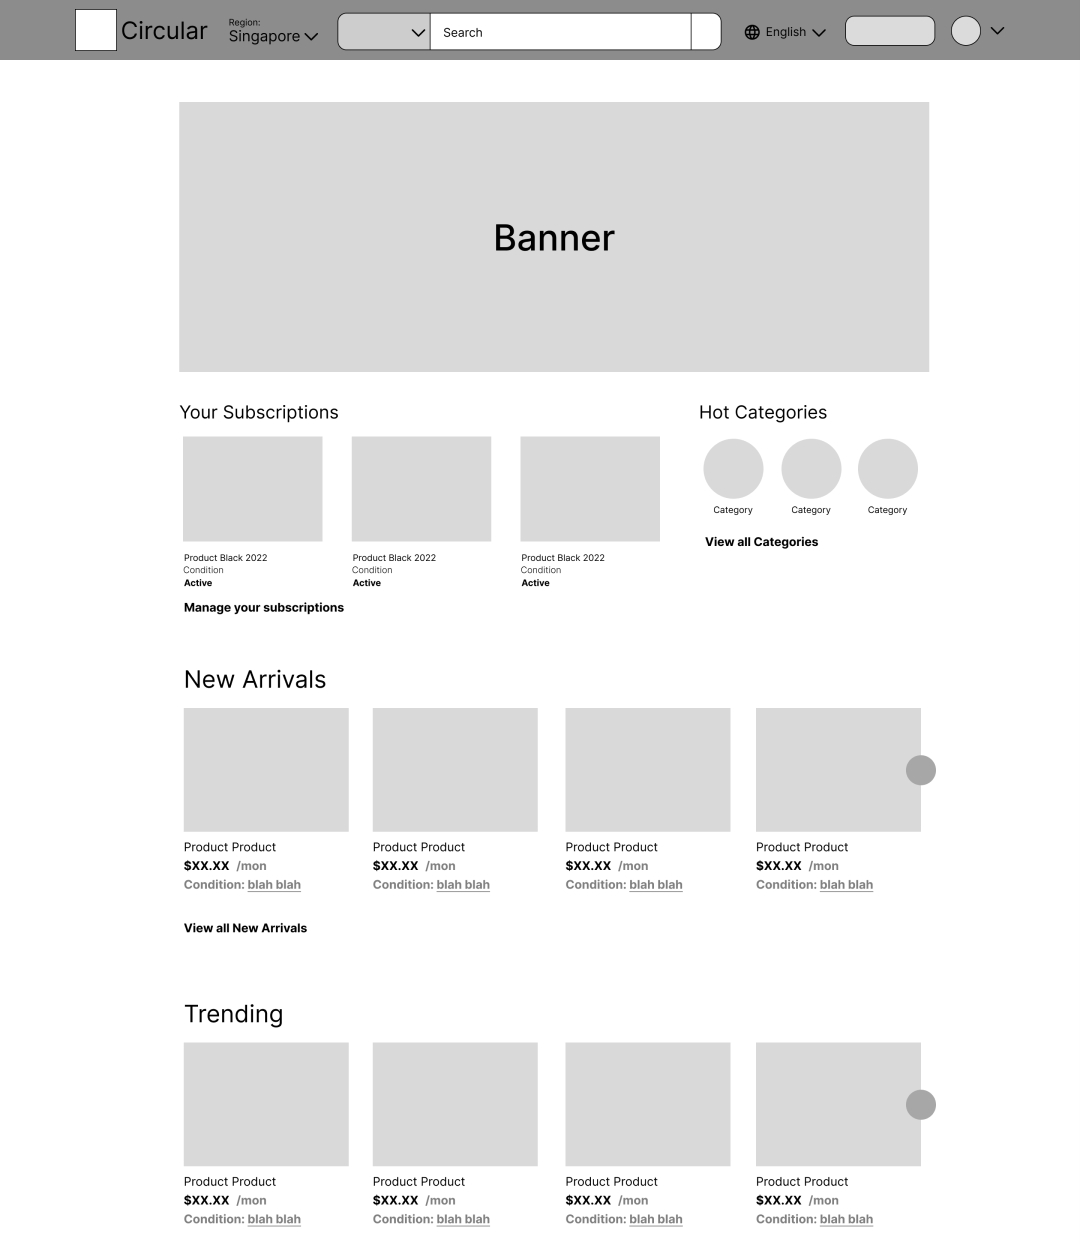 Circular
Region:
Singapore
Search
English
Banner
Your Subscriptions
Product Black 2022
Condition
Active
Product Black 2022
Condition
Active
Product Black 2022
Condition
Active
Manage your subscriptions
Hot Categories
Category
Category
Category
View all Categories
New Arrivals
Product Product
$XX.XX /mon
Condition: blah blah
Product Product
$XX.XX /mon
Condition: blah blah
Product Product
$XX.XX /mon
Condition: blah blah
Product Product
$XX.XX /mon
Condition: blah blah
View all New Arrivals
Trending
Product Product
$XX.XX /mon
Condition: blah blah
Product Product
$XX.XX /mon
Condition: blah blah
Product Product
$XX.XX /mon
Condition: blah blah
Product Product
$XX.XX /mon
Condition: blah blah